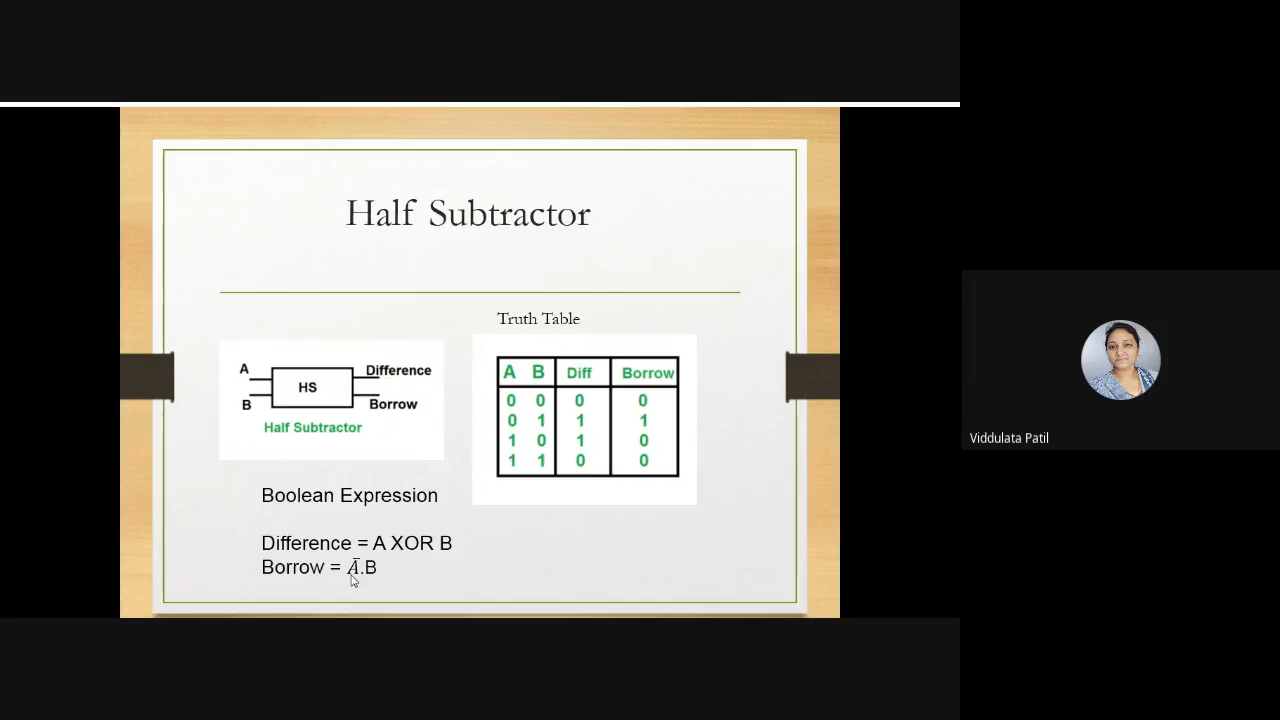 Half Subtractor
Truth Table
A
B
HS
Difference
Borrow
Half Subtractor
A B Diff Borrow
0 0 0 0
0 1 1 1
1 0 1 0
1 1 0 0
Boolean Expression
Difference = A XOR B
Borrow = A̅.B
Viddulata Patil